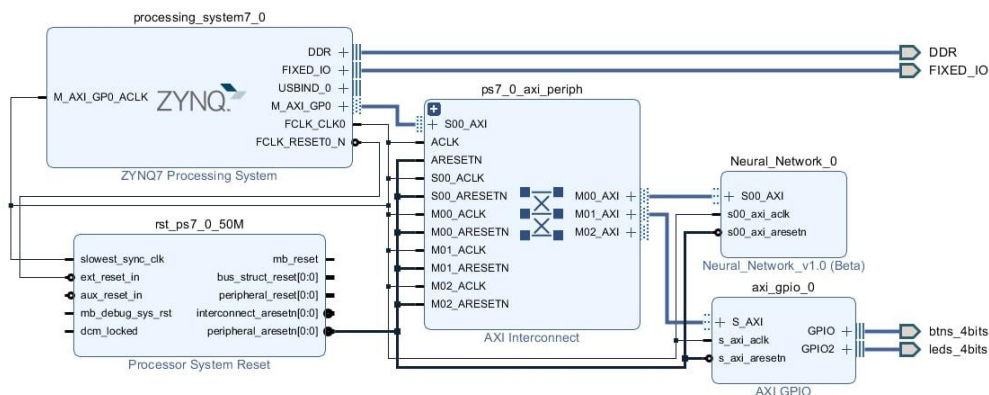 processing_system7_0
DDR
FIXED_IO
USBIND_0
M_AXI_GP0
FCLK_CLK0
FCLK_RESET0_N
M_AXI_GP0_ACLK
ZYNQ.
ZYNQ7 Processing System
DDR
FIXED_IO
rst_ps7_0_50M
slowest_sync_clk
ext_reset_in
aux_reset_in
mb_debug_sys_rst
dcm_locked
mb_reset
bus_struct_reset[0:0]
peripheral_reset[0:0]
interconnect_aresetn[0:0]
peripheral_aresetn[0:0]
Processor System Reset
ps7_0_axi_periph
S00_AXI
ACLK
ARESETN
S00_ACLK
S00_ARESETN
M00_ACLK
M00_ARESETN
M01_ACLK
M01_ARESETN
M02_ACLK
M02_ARESETN
M00_AXI
M01_AXI
M02_AXI
AXI Interconnect
Neural_Network_0
S00_AXI
s00_axi_aclk
s00_axi_aresetn
Neural_Network_v1.0 (Beta)
axi_gpio_0
S_AXI
s_axi_aclk
s_axi_aresetn
GPIO
GPIO2
AXI GPIO
btns_4bits
leds_4bits